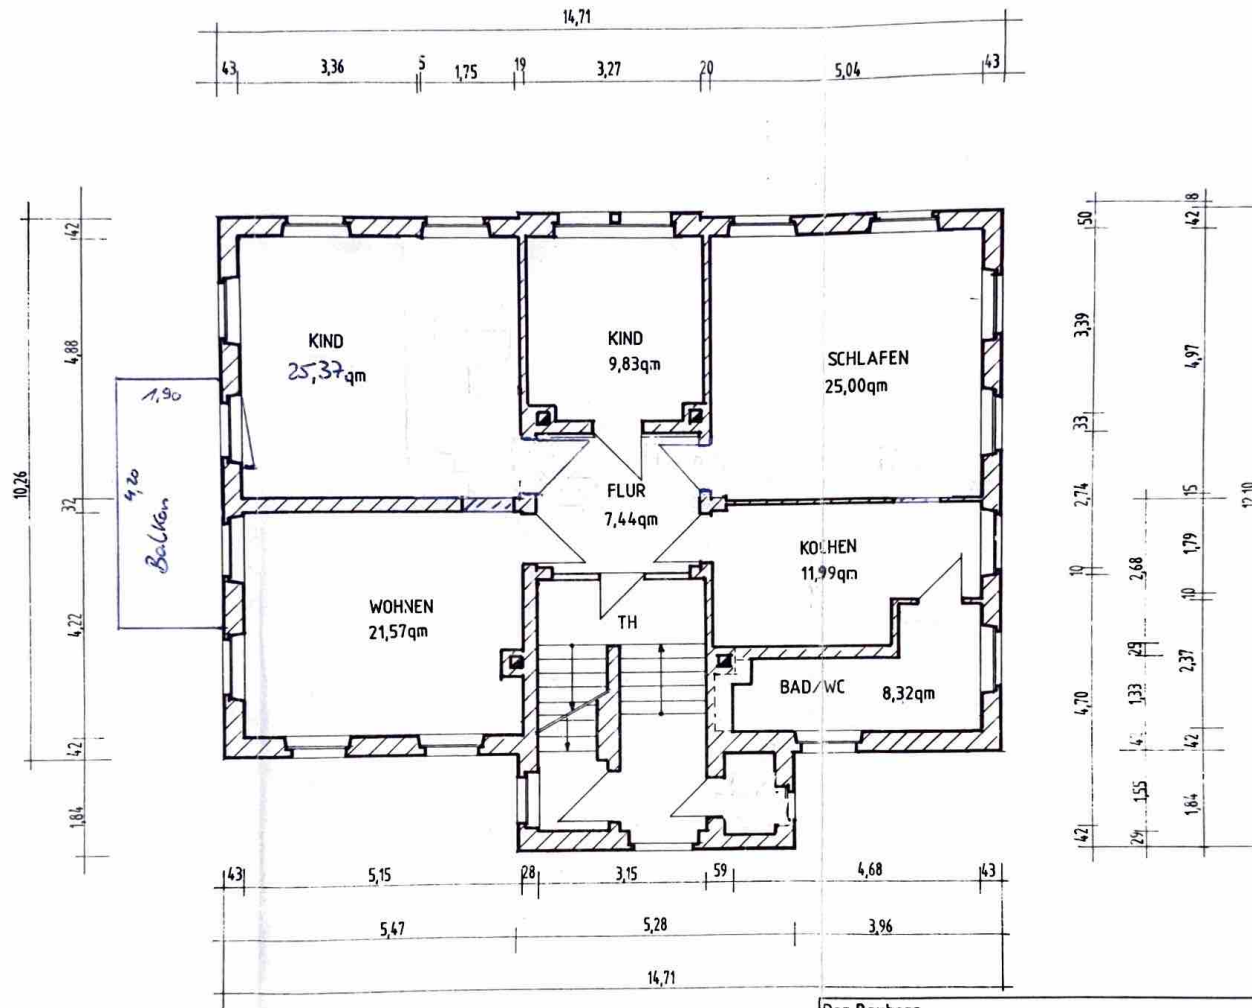 14,71
43 3,36 5 1,75 19 3,27 20 5,04 43
10,26
42
4,88
32
4,22
42
1,84
KIND
25,37qm
KIND
9,83qm
SCHLAFEN
25,00qm
1,90
4,20
Balkon
FLUR
7,44qm
KOCHEN
11,99qm
WOHNEN
21,57qm
TH
BAD/WC 8,32qm
50
3,39
33
2,74
10
4,70
42
2,68
29
1,33
42
1,55
29
8
42
4,97
15
1,79
10
2,37
42
1,84
12,10
43 5,15 28 3,15 59 4,68 43
5,47 5,28 3,96
14,71